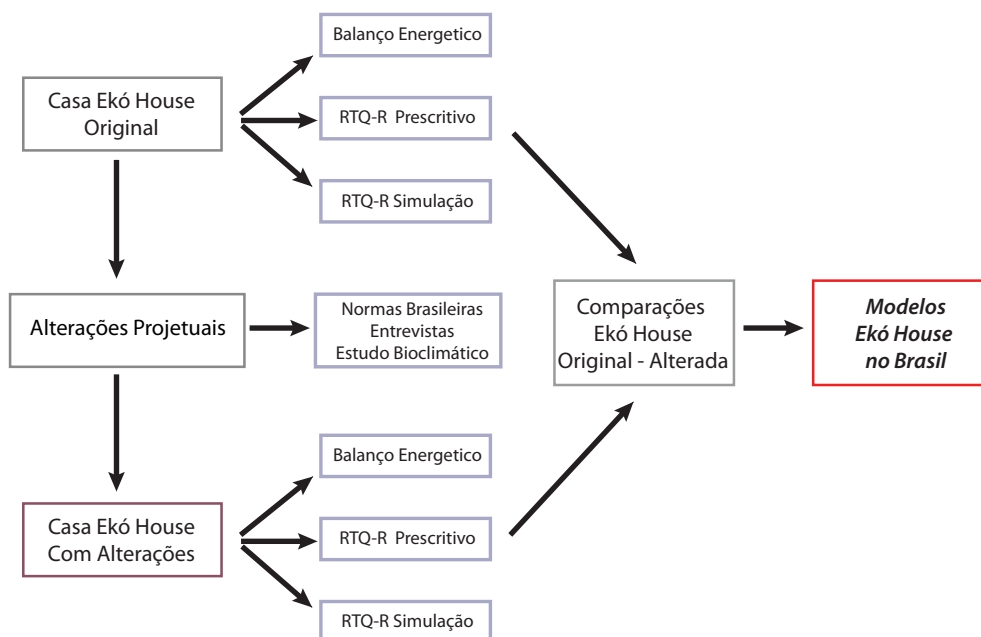 Balanço Energetico
Casa Ekó House
Original
RTQ-R Prescritivo
RTQ-R Simulação
Alterações Projetuais
Normas Brasileiras
Entrevistas
Estudo Bioclimático
Comparações
Ekó House
Original - Alterada
Modelos
Ekó House
no Brasil
Balanço Energetico
Casa Ekó House
Com Alterações
RTQ-R Prescritivo
RTQ-R Simulação